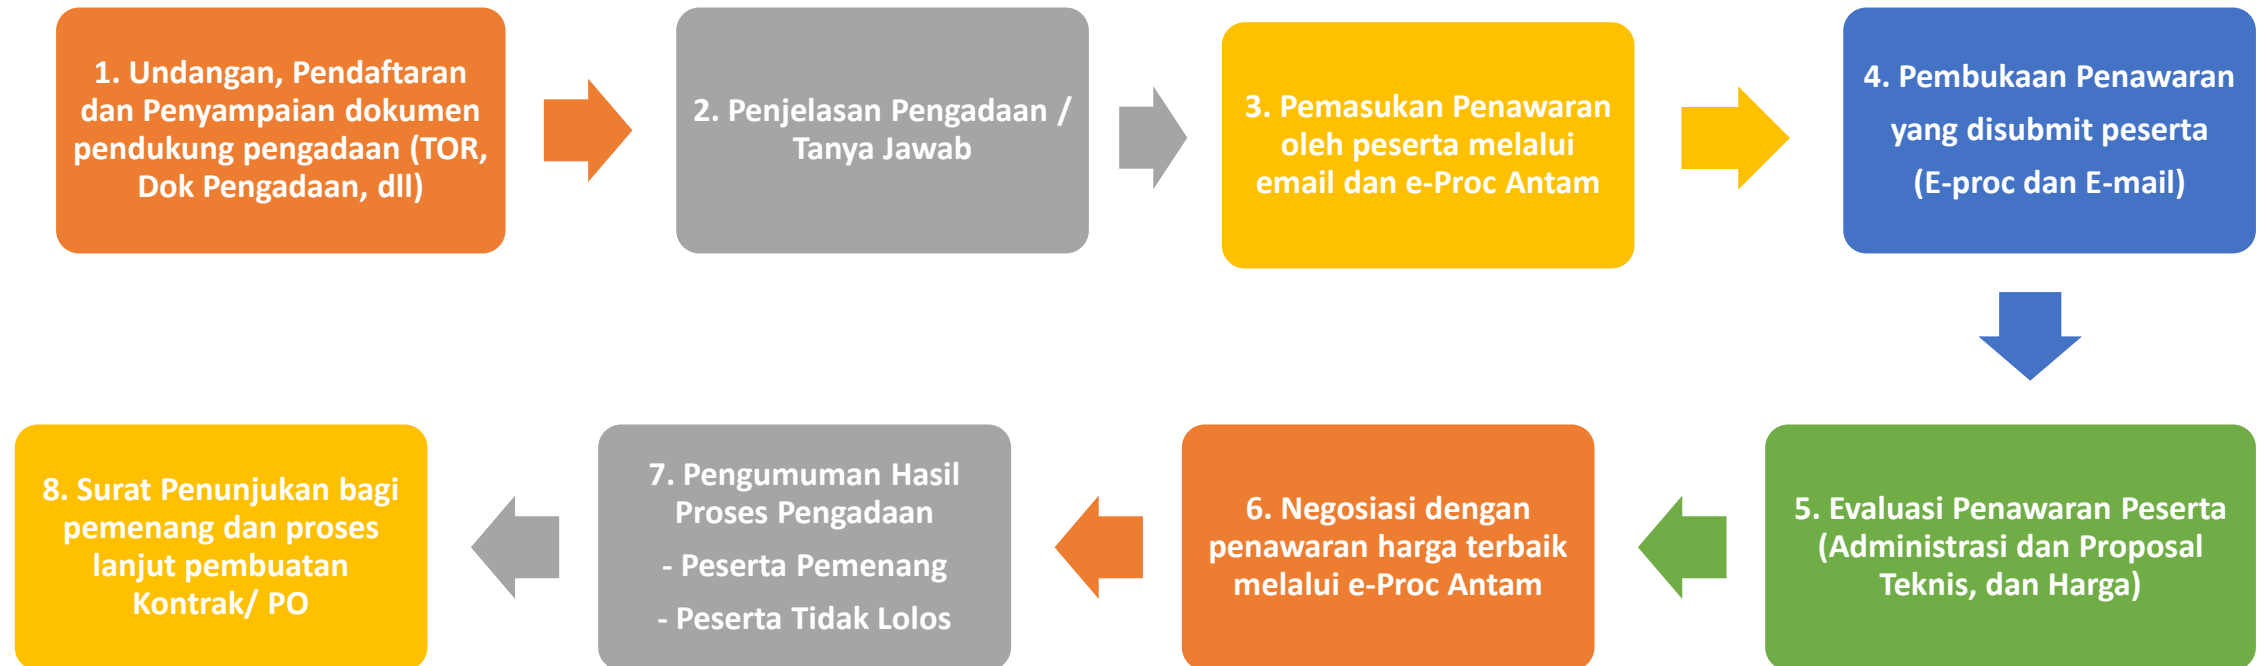 1. Undangan, Pendaftaran
dan Penyampaian dokumen
pendukung pengadaan (TOR,
Dok Pengadaan, dll)
2. Penjelasan Pengadaan /
Tanya Jawab
3. Pemasukan Penawaran
oleh peserta melalui
email dan e-Proc Antam
4. Pembukaan Penawaran
yang disubmit peserta
(E-proc dan E-mail)
5. Evaluasi Penawaran Peserta
(Administrasi dan Proposal
Teknis, dan Harga)
6. Negosiasi dengan
penawaran harga terbaik
melalui e-Proc Antam
7. Pengumuman Hasil
Proses Pengadaan
- Peserta Pemenang
- Peserta Tidak Lolos
8. Surat Penunjukan bagi
pemenang dan proses
lanjut pembuatan
Kontrak/ PO